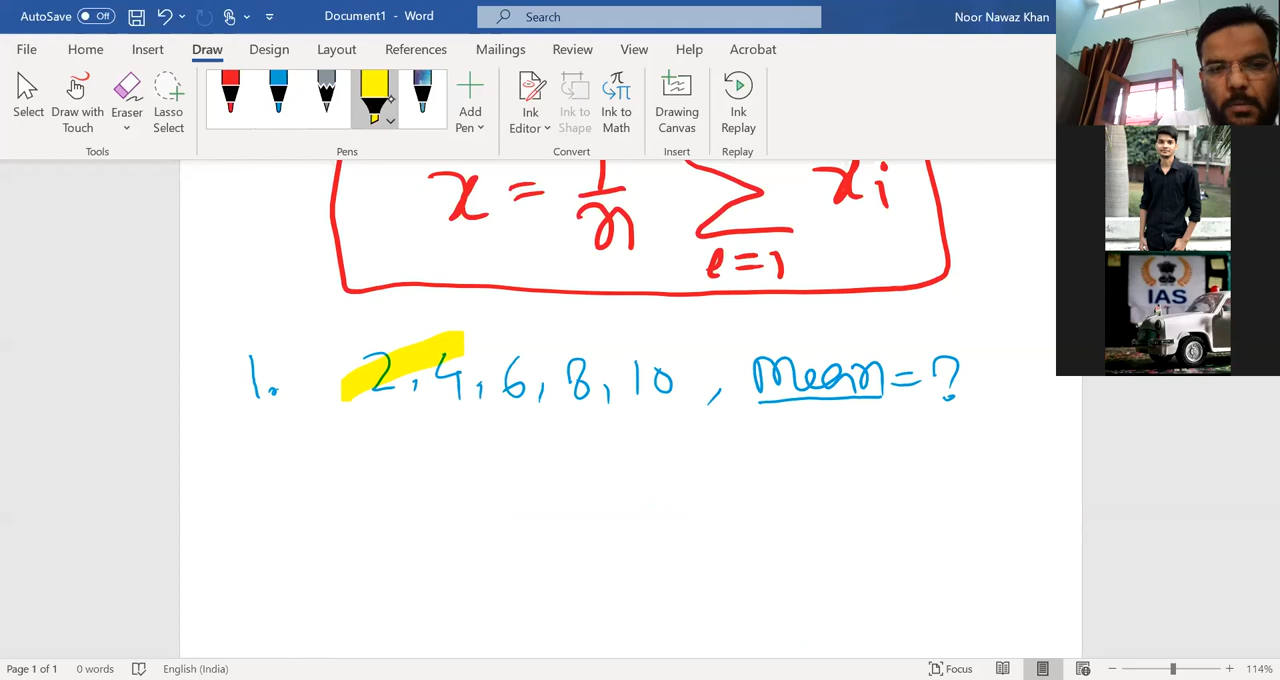 AutoSave Off Document1 - Word Search Noor Nawaz Khan
File Home Insert Draw Design Layout References Mailings Review View Help Acrobat
Select Draw with Touch Eraser Lasso Select Add Pen Ink Editor Ink to Shape Ink to Math Drawing Canvas Ink Replay
Tools Pens Convert Insert Replay
x = 1/n ∑ i=1 xi
1. 2, 4, 6, 8, 10, Mean = ?
IAS
Page 1 of 1 0 words English (India) Focus 114%